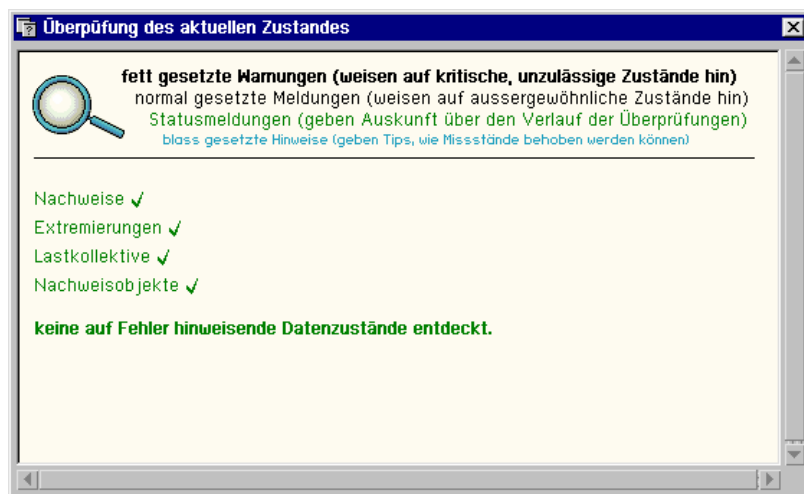 Überpüfung des aktuellen Zustandes
fett gesetzte Warnungen (weisen auf kritische, unzulässige Zustände hin)
normal gesetzte Meldungen (weisen auf aussergewöhnliche Zustände hin)
Statusmeldungen (geben Auskunft über den Verlauf der Überprüfungen)
blass gesetzte Hinweise (geben Tips, wie Missstände behoben werden können)
Nachweise ✓
Extremierungen ✓
Lastkollektive ✓
Nachweisobjekte ✓
keine auf Fehler hinweisende Datenzustände entdeckt.